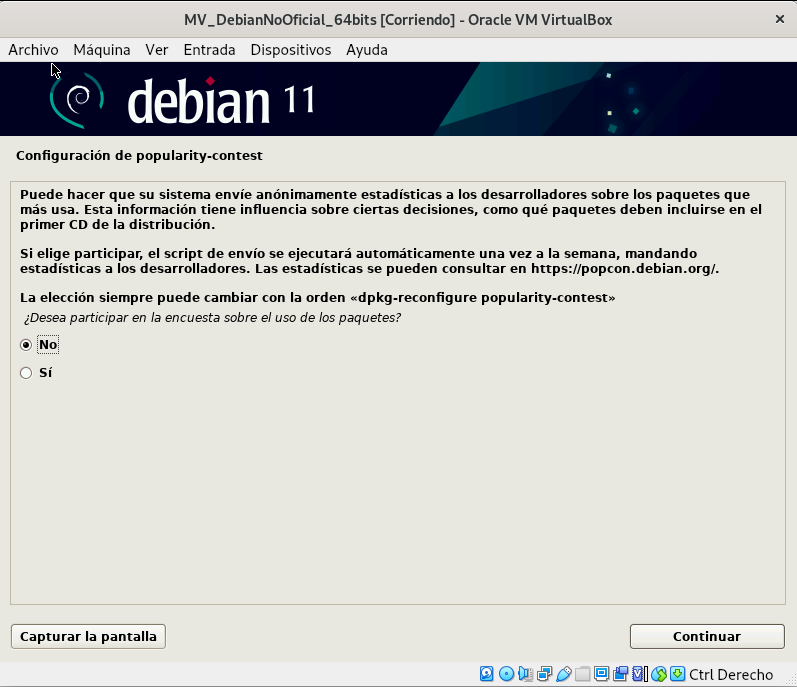 MV_DebianNoOficial_64bits [Corriendo] - Oracle VM VirtualBox
Archivo Máquina Ver Entrada Dispositivos Ayuda
debian 11
Configuración de popularity-contest
Puede hacer que su sistema envíe anónimamente estadísticas a los desarrolladores sobre los paquetes que
más usa. Esta información tiene influencia sobre ciertas decisiones, como qué paquetes deben incluirse en el
primer CD de la distribución.
Si elige participar, el script de envío se ejecutará automáticamente una vez a la semana, mandando
estadísticas a los desarrolladores. Las estadísticas se pueden consultar en https://popcon.debian.org/.
La elección siempre puede cambiar con la orden «dpkg-reconfigure popularity-contest»
¿Desea participar en la encuesta sobre el uso de los paquetes?
No
Sí
Capturar la pantalla
Continuar
Ctrl Derecho